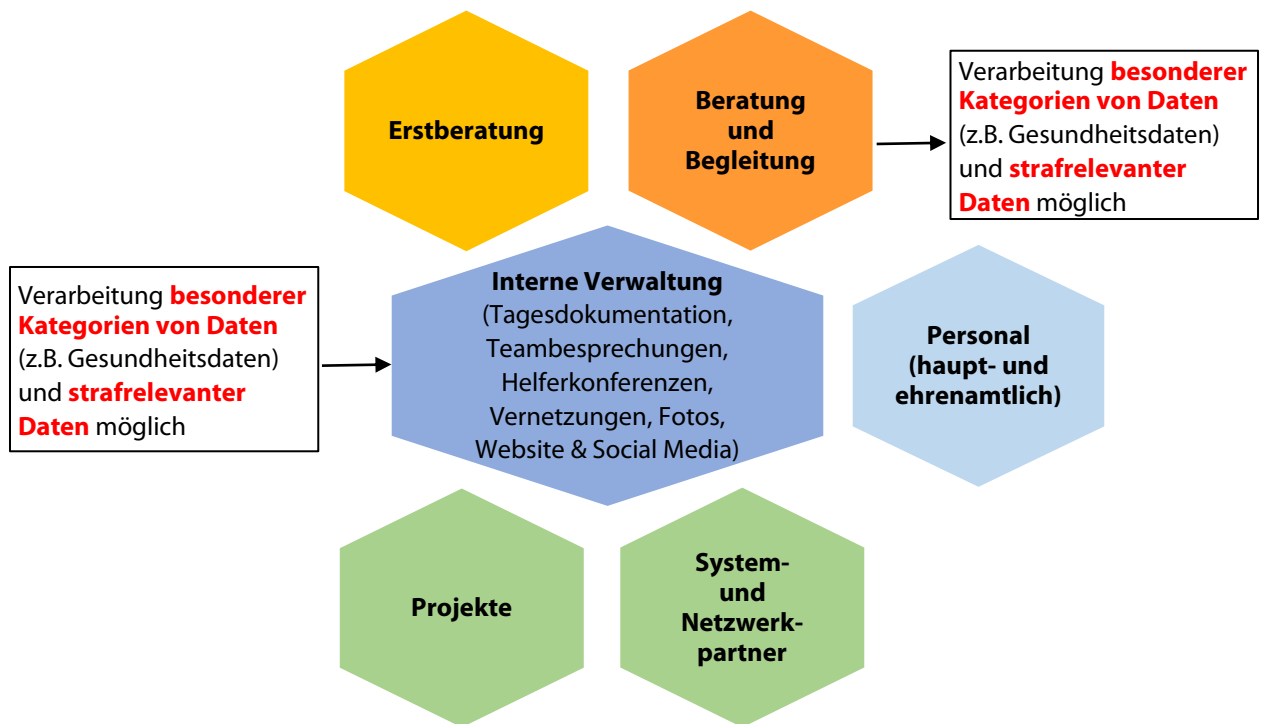 Erstberatung
Beratung
und
Begleitung
Verarbeitung besonderer
Kategorien von Daten
(z.B. Gesundheitsdaten)
und strafrelevanter
Daten möglich
Verarbeitung besonderer
Kategorien von Daten
(z.B. Gesundheitsdaten)
und strafrelevanter
Daten möglich
Interne Verwaltung
(Tagesdokumentation,
Teambesprechungen,
Helferkonferenzen,
Vernetzungen, Fotos,
Website & Social Media)
Personal
(haupt- und
ehrenamtlich)
Projekte
System-
und
Netzwerk-
partner